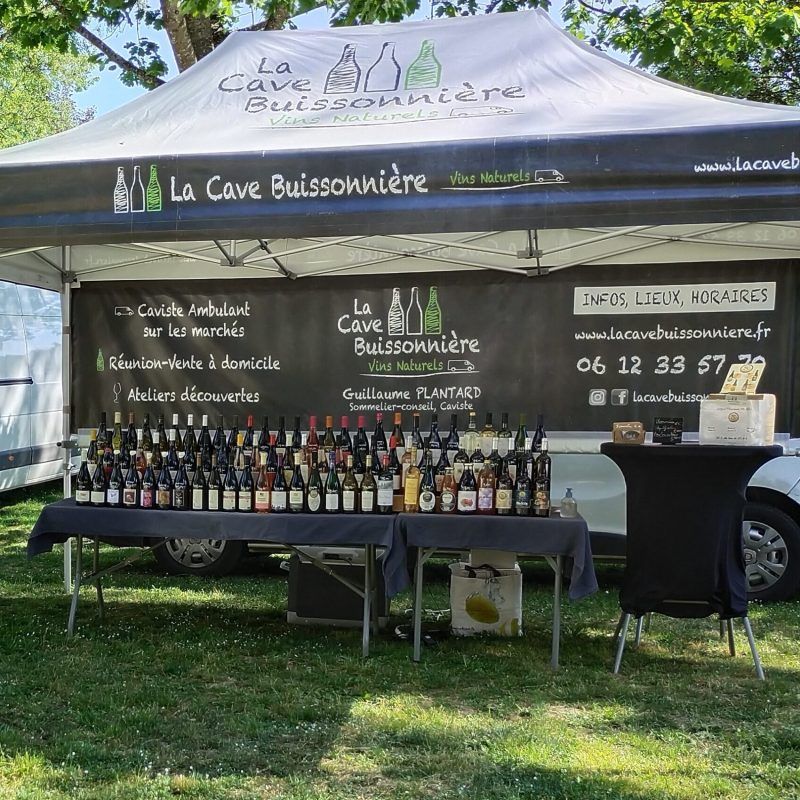 La
Cave
Buissonnière
Vins Naturels
La Cave Buissonnière
Vins Naturels
www.lacaveb
Caviste Ambulant
sur les marchés
Réunion-Vente à domicile
Ateliers découvertes
La
Cave
Buissonnière
Vins Naturels
Guillaume PLANTARD
Sommelier-conseil, Caviste
INFOS, LIEUX, HORAIRES
www.lacavebuissonniere.fr
06 12 33 57 70
lacavebuisson